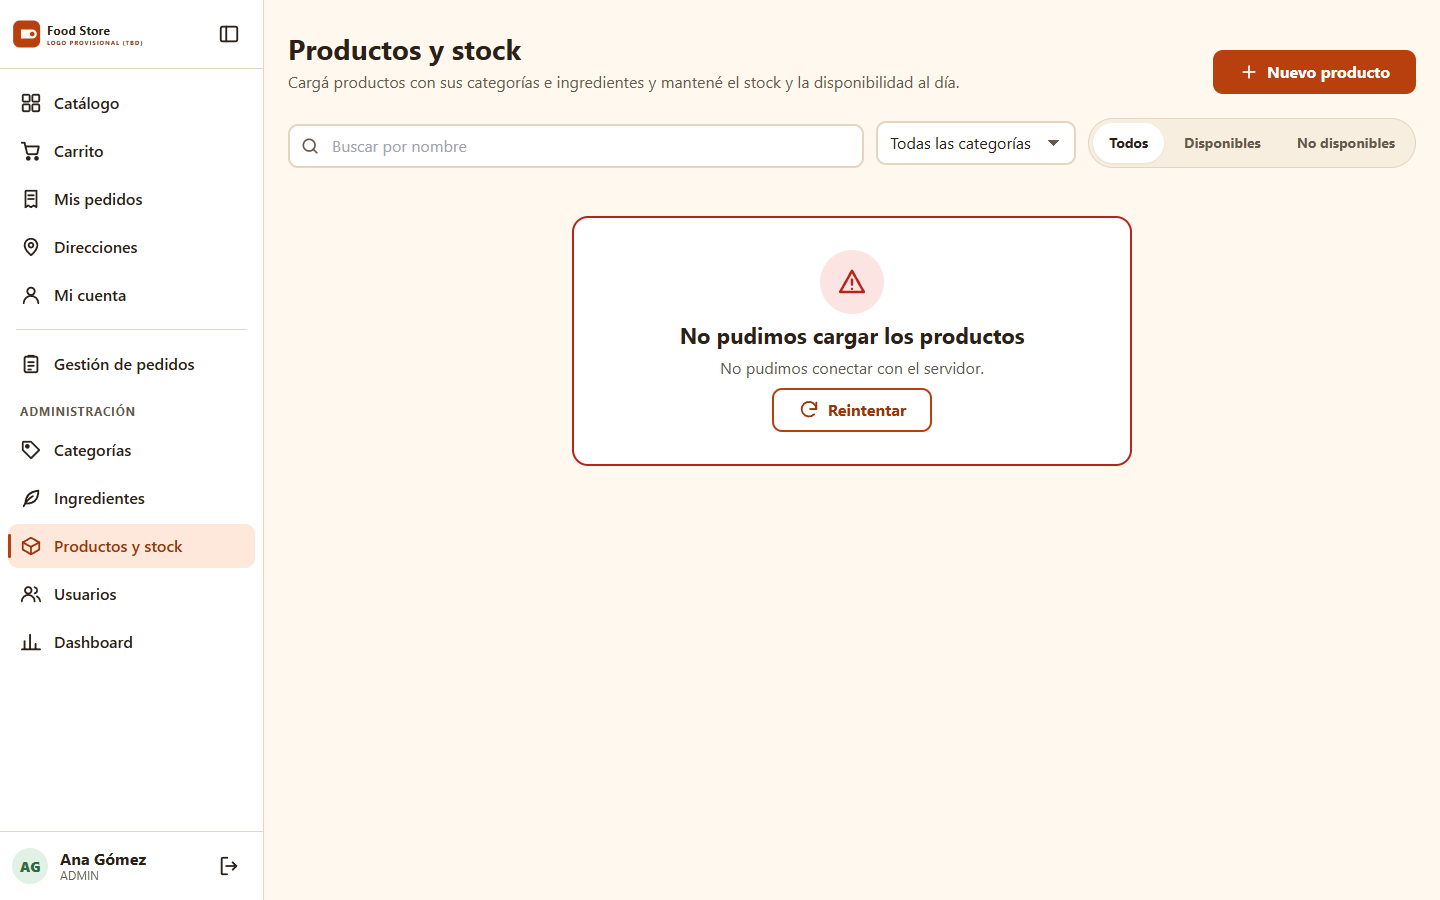 Food Store
LOGO PROVISIONAL (TBD)
Catálogo
Carrito
Mis pedidos
Direcciones
Mi cuenta
Gestión de pedidos
ADMINISTRACIÓN
Categorías
Ingredientes
Productos y stock
Usuarios
Dashboard
AG
Ana Gómez
ADMIN
Productos y stock
Cargá productos con sus categorías e ingredientes y mantené el stock y la disponibilidad al día.
Nuevo producto
Buscar por nombre
Todas las categorías
Todos
Disponibles
No disponibles
No pudimos cargar los productos
No pudimos conectar con el servidor.
Reintentar